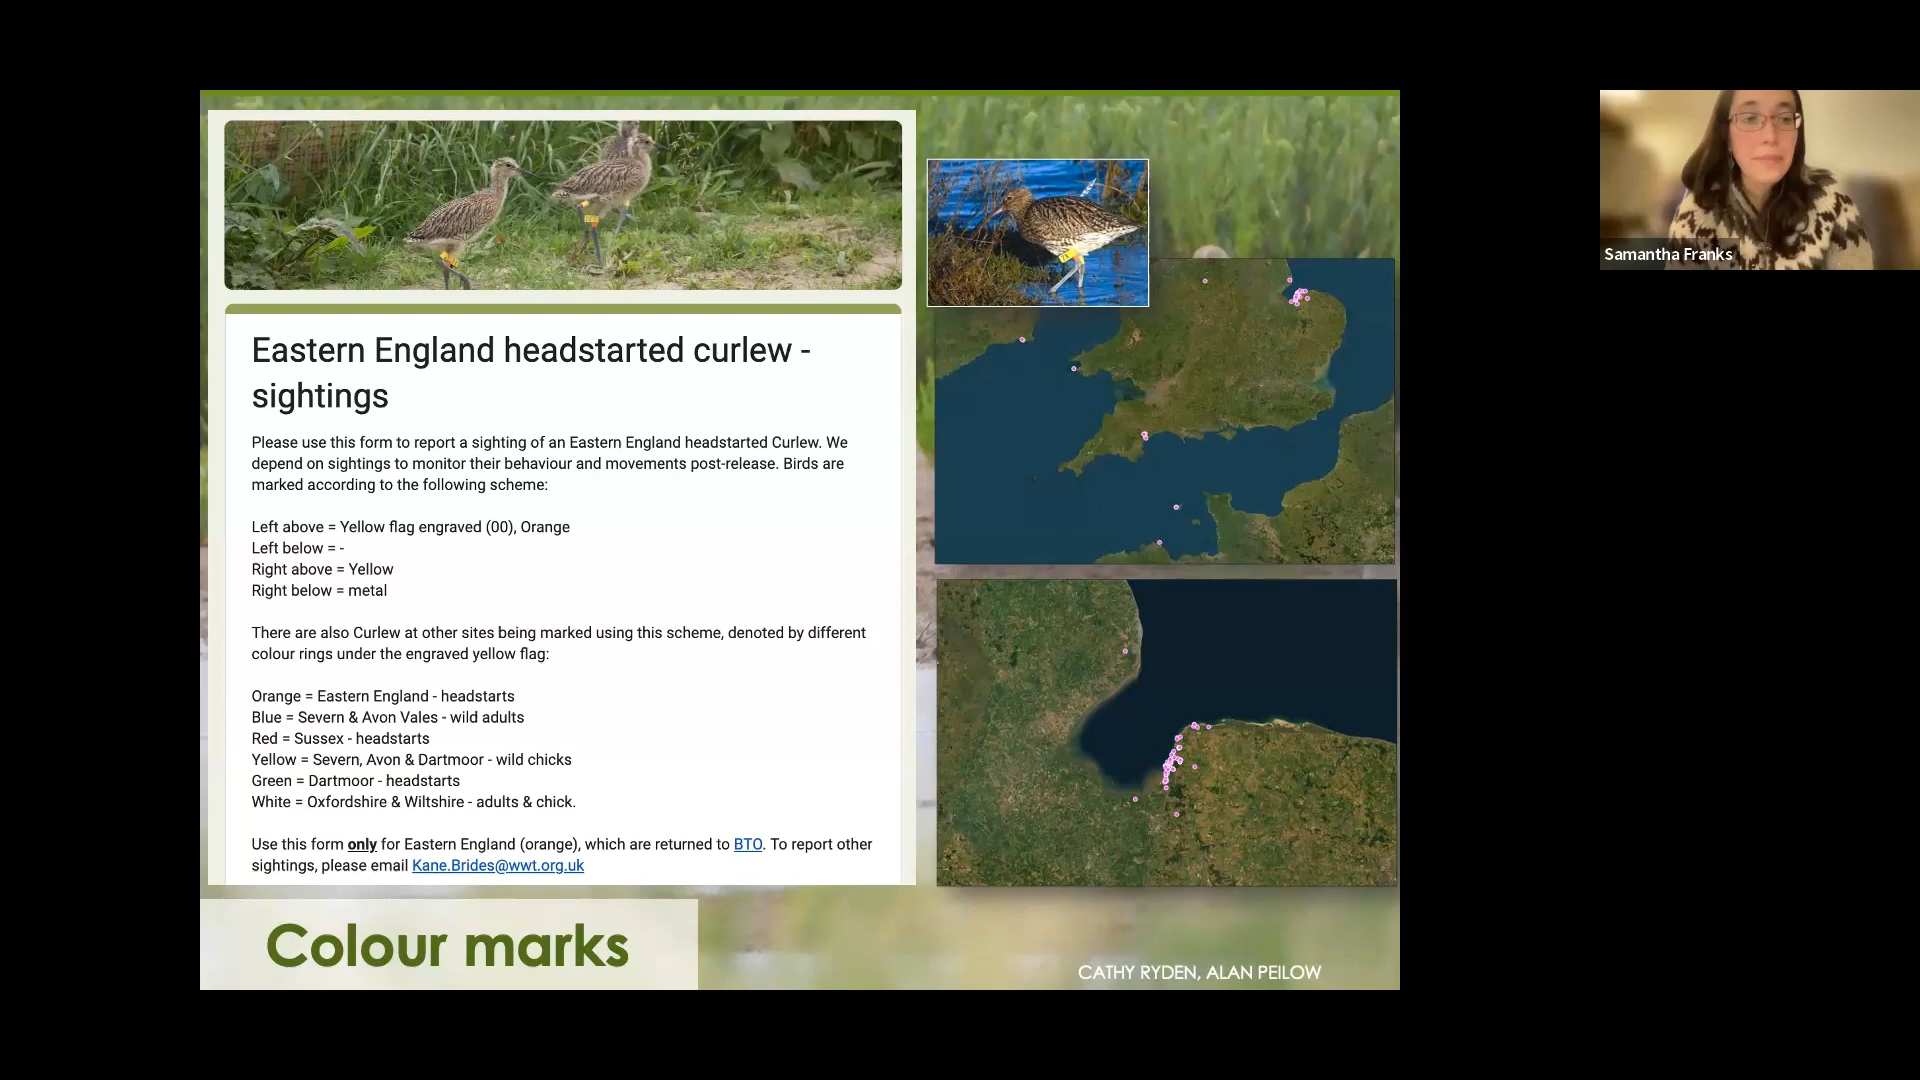 Eastern England headstarted curlew -
sightings
Please use this form to report a sighting of an Eastern England headstarted Curlew. We
depend on sightings to monitor their behaviour and movements post-release. Birds are
marked according to the following scheme:
Left above = Yellow flag engraved (00), Orange
Left below = -
Right above = Yellow
Right below = metal
There are also Curlew at other sites being marked using this scheme, denoted by different
colour rings under the engraved yellow flag:
Orange = Eastern England - headstarts
Blue = Severn & Avon Vales - wild adults
Red = Sussex - headstarts
Yellow = Severn, Avon & Dartmoor - wild chicks
Green = Dartmoor - headstarts
White = Oxfordshire & Wiltshire - adults & chick.
Use this form only for Eastern England (orange), which are returned to BTO. To report other
sightings, please email Kane.Brides@wwt.org.uk
Colour marks
CATHY RYDEN, ALAN PEILOW
Samantha Franks